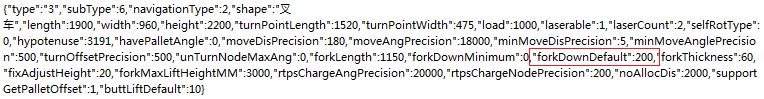 {"type":"3","subType":6,"navigationType":2,"shape":"叉
车","length":1900,"width":960,"height":2200,"turnPointLength":1520,"turnPointWidth":475,"load":1000,"laserable":1,"laserCount":2,"selfRotType":
0,"hypotenuse":3191,"havePalletAngle":0,"moveDisPrecision":180,"moveAngPrecision":18000,"minMoveDisPrecision":5,"minMoveAnglePrecisio
n":500,"turnOffsetPrecision":500,"unTurnNodeMaxAng":0,"forkLength":1150,"forkDownMinimum":0,"forkDownDefault":200,"forkThickness":60,
"fixAdjustHeight":20,"forkMaxLiftHeightMM":3000,"rtpsChargeAngPrecision":20000,"rtpsChargeNodePrecision":200,"noAllocDis":2000,"support
GetPalletOffset":1,"buttLiftDefault":10}